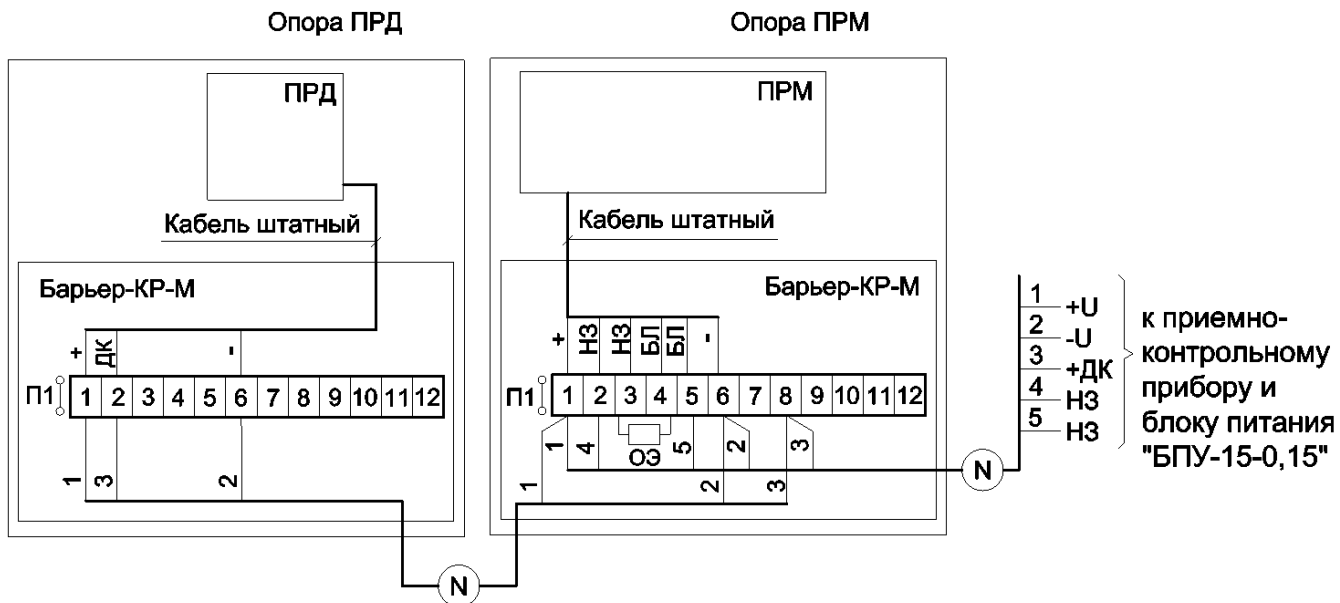 Опора ПРД
Опора ПРМ
ПРД
Кабель штатный
Барьер-КР-М
+ ДК -
П1 1 2 3 4 5 6 7 8 9 10 11 12
1 3 2
N
ПРМ
Кабель штатный
Барьер-КР-М
+ НЗ НЗ БЛ БЛ -
П1 1 2 3 4 5 6 7 8 9 10 11 12
1 4 ОЭ 5 2 3
1 2 3
N
1 +U
2 -U
3 +ДК
4 НЗ
5 НЗ
к приемно-
контрольному
прибору и
блоку питания
"БПУ-15-0,15"